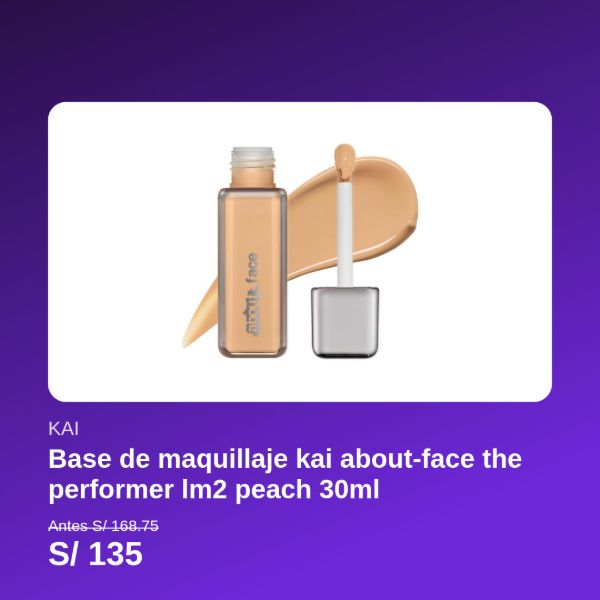 about-face
KAI
Base de maquillaje kai about-face the
performer lm2 peach 30ml
Antes S/ 168.75
S/ 135